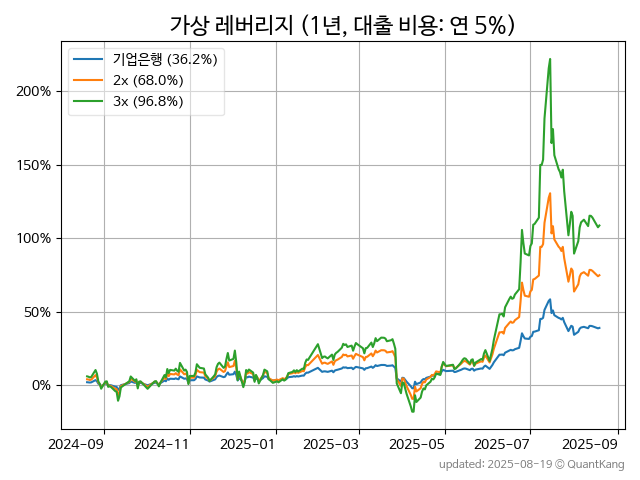 가상 레버리지 (1년, 대출 비용: 연 5%)
기업은행 (36.2%)
2x (68.0%)
3x (96.8%)
200%
150%
100%
50%
0%
2024-09 2024-11 2025-01 2025-03 2025-05 2025-07 2025-09
updated: 2025-08-19 © QuantKang